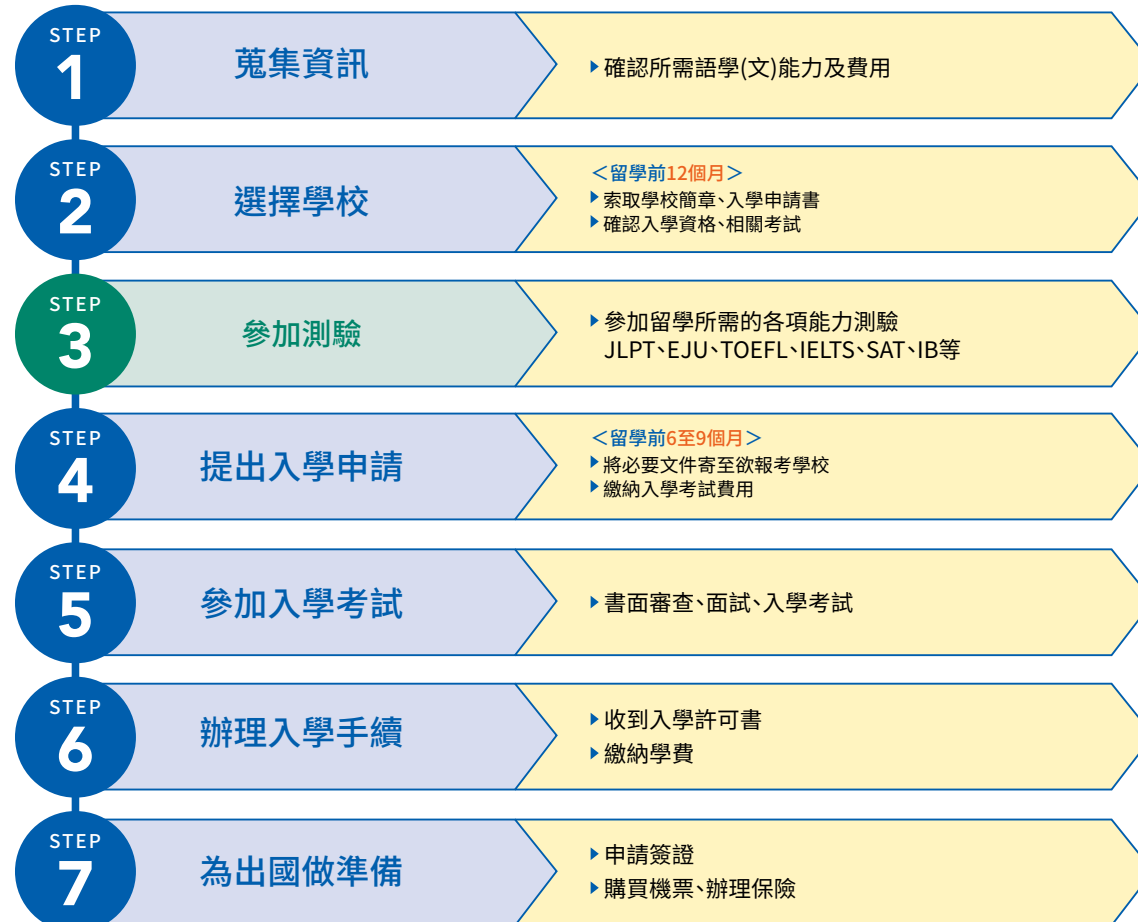 STEP
1
蒐集資訊
▶確認所需語學(文)能力及費用
STEP
2
選擇學校
＜留學前12個月＞
▶索取學校簡章、入學申請書
▶確認入學資格、相關考試
STEP
3
參加測驗
▶參加留學所需的各項能力測驗
JLPT、EJU、TOEFL、IELTS、SAT、IB等
STEP
4
提出入學申請
＜留學前6至9個月＞
▶將必要文件寄至欲報考學校
▶繳納入學考試費用
STEP
5
參加入學考試
▶書面審查、面試、入學考試
STEP
6
辦理入學手續
▶收到入學許可書
▶繳納學費
STEP
7
為出國做準備
▶申請簽證
▶購買機票、辦理保險